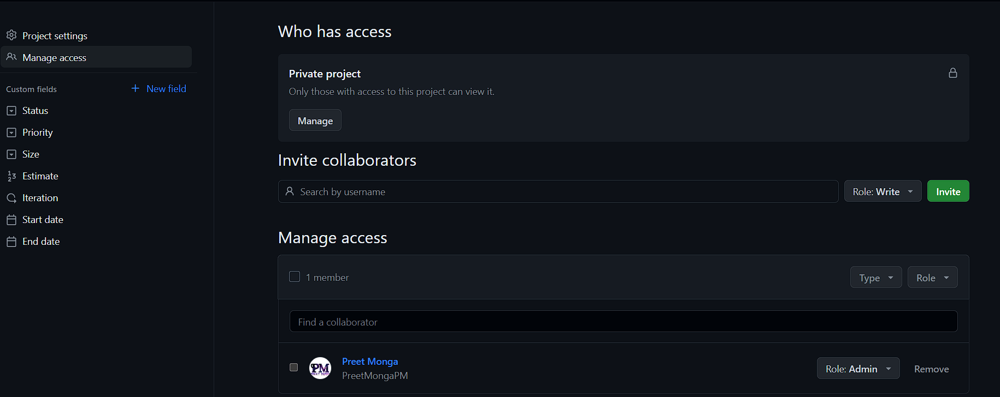 Project settings
Manage access
Custom fields
New field
Status
Priority
Size
Estimate
Iteration
Start date
End date
Who has access
Private project
Only those with access to this project can view it.
Manage
Invite collaborators
Search by username
Role: Write
Invite
Manage access
1 member
Type
Role
Find a collaborator
PM
PREET MONGA
Preet Monga
PreetMongaPM
Role: Admin
Remove